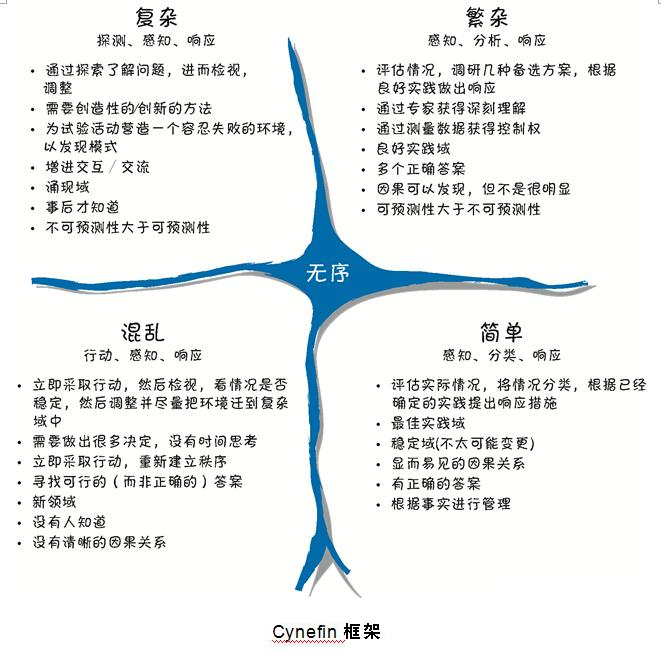 复杂
探测、感知、响应
• 通过探索了解问题，进而检视，
调整
• 需要创造性的/创新的方法
• 为试验活动营造一个容忍失败的环境，
以发现模式
• 增进交互/交流
• 涌现域
• 事后才知道
• 不可预测性大于可预测性
繁杂
感知、分析、响应
• 评估情况，调研几种备选方案，根据
良好实践做出响应
• 通过专家获得深刻理解
• 通过测量数据获得控制权
• 良好实践域
• 多个正确答案
• 因果可以发现，但不是很明显
• 可预测性大于不可预测性
无序
混乱
行动、感知、响应
• 立即采取行动，然后检视，看情况是否
稳定，然后调整并尽量把环境迁到复杂
域中
• 需要做出很多决定，没有时间思考
• 立即采取行动，重新建立秩序
• 寻找可行的（而非正确的）答案
• 新领域
• 没有人知道
• 没有清晰的因果关系
简单
感知、分类、响应
• 评估实际情况，将情况分类，根据已经
确定的实践提出响应措施
• 最佳实践域
• 稳定域(不太可能变更)
• 显而易见的因果关系
• 有正确的答案
• 根据事实进行管理
Cynefin 框架